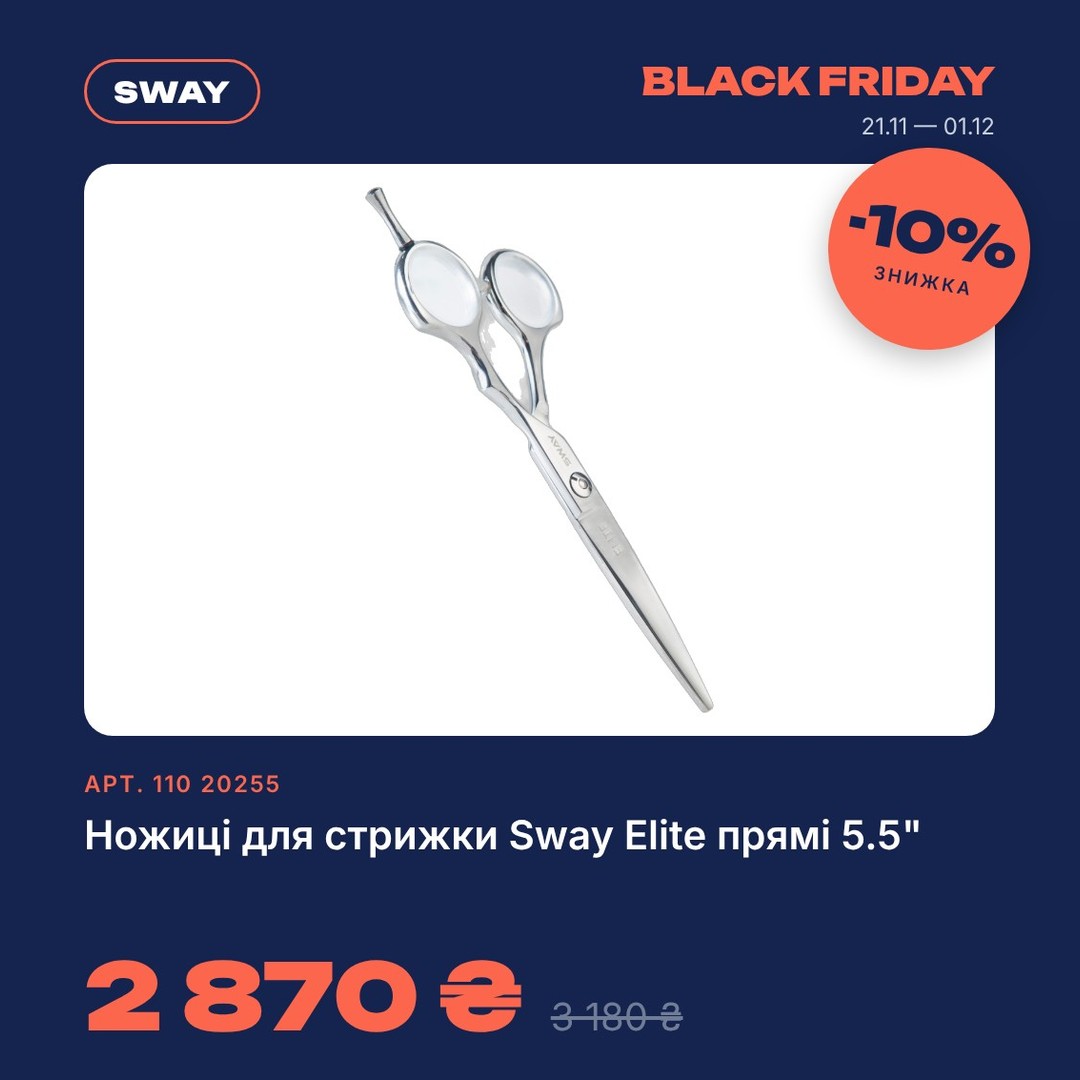 SWAY
BLACK FRIDAY
21.11 — 01.12
-10%
ЗНИЖКА
SWAY
АРТ. 110 20255
Ножиці для стрижки Sway Elite прямі 5.5"
2 870 ₴
3 180 ₴